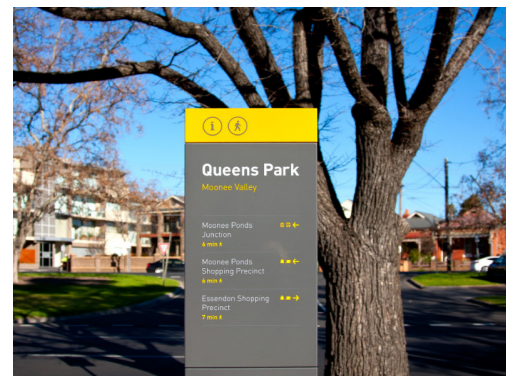 i
Queens Park
Moonee Valley
Moonee Ponds
Junction
6 min
Moonee Ponds
Shopping Precinct
6 min
Essendon Shopping
Precinct
7 min